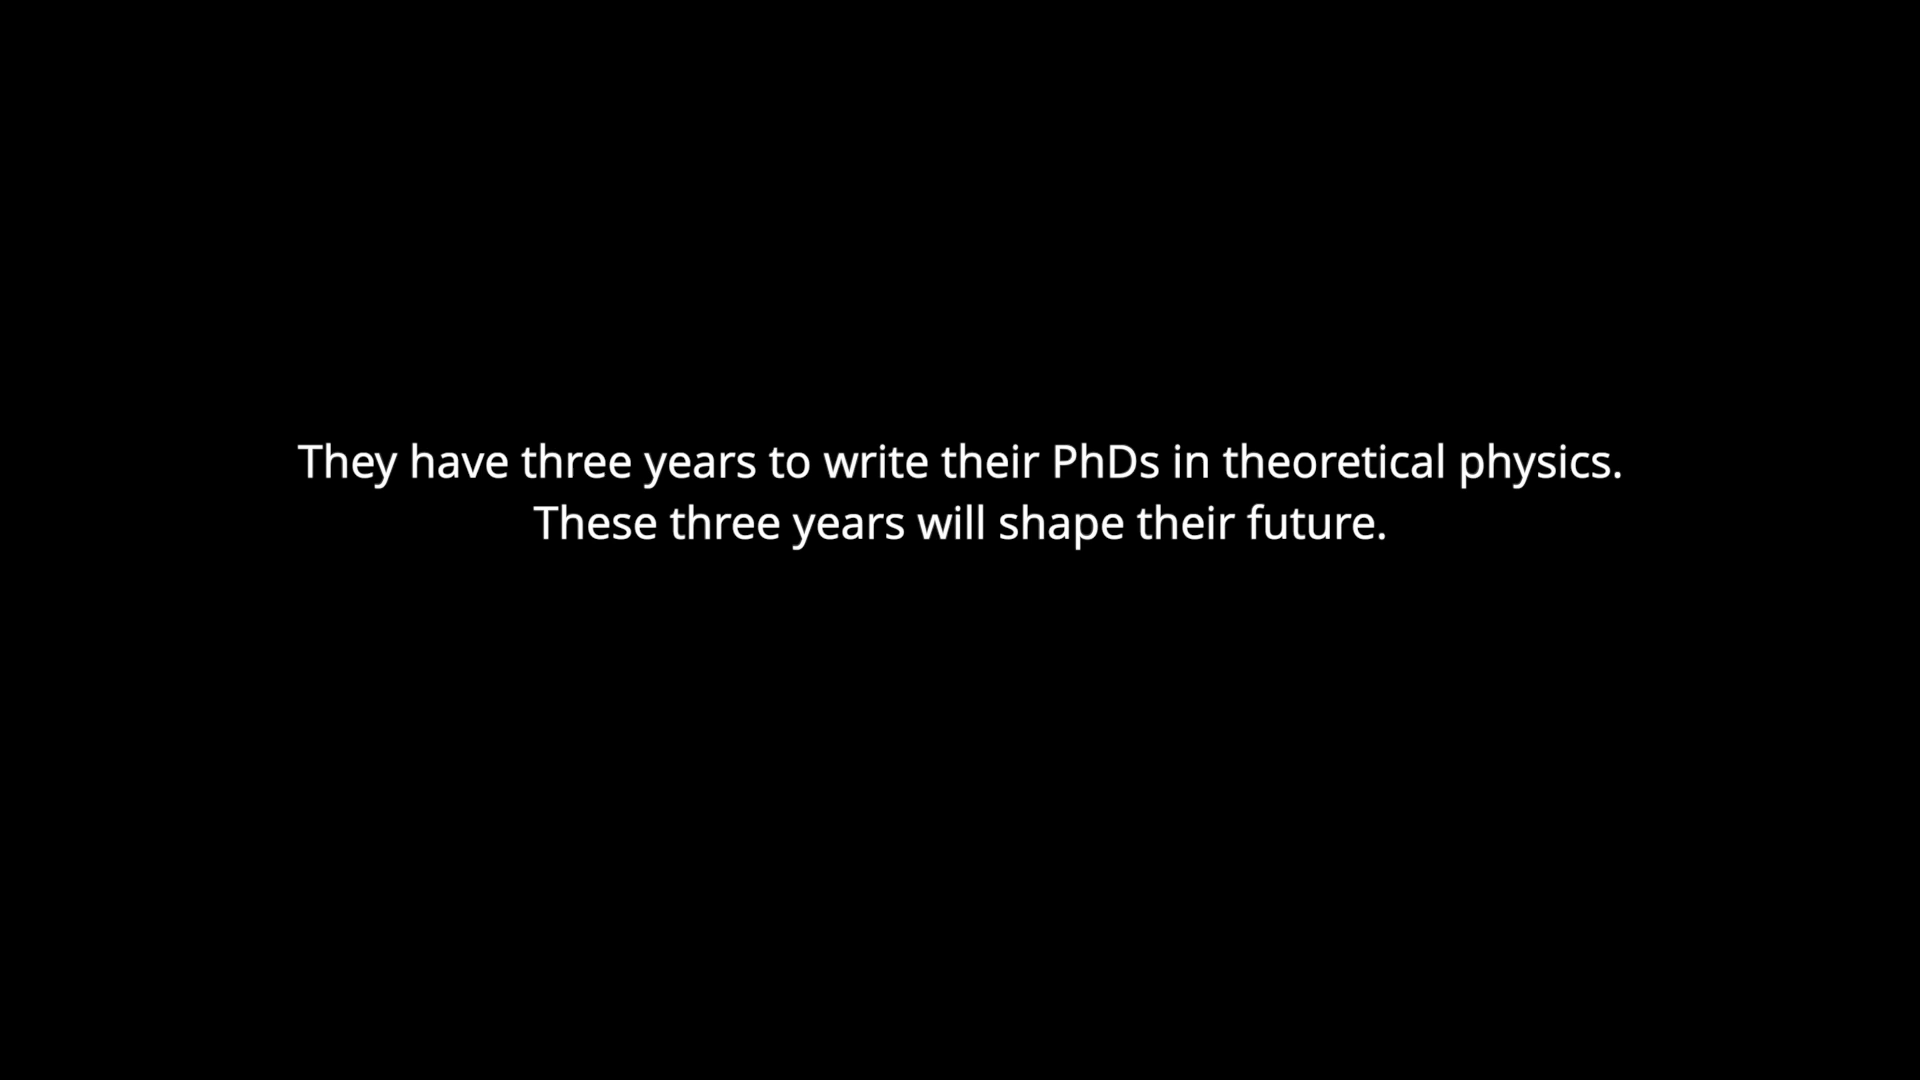 They have three years to write their PhDs in theoretical physics.
These three years will shape their future.